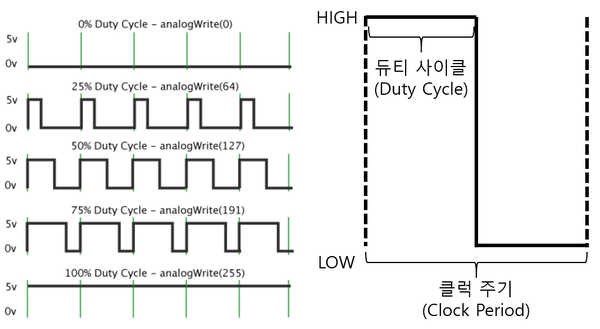 0% Duty Cycle – analogWrite(0)
5v
0v
25% Duty Cycle – analogWrite(64)
5v
0v
50% Duty Cycle – analogWrite(127)
5v
0v
75% Duty Cycle – analogWrite(191)
5v
0v
100% Duty Cycle – analogWrite(255)
5v
0v
HIGH
듀티 사이클
(Duty Cycle)
LOW
클럭 주기
(Clock Period)